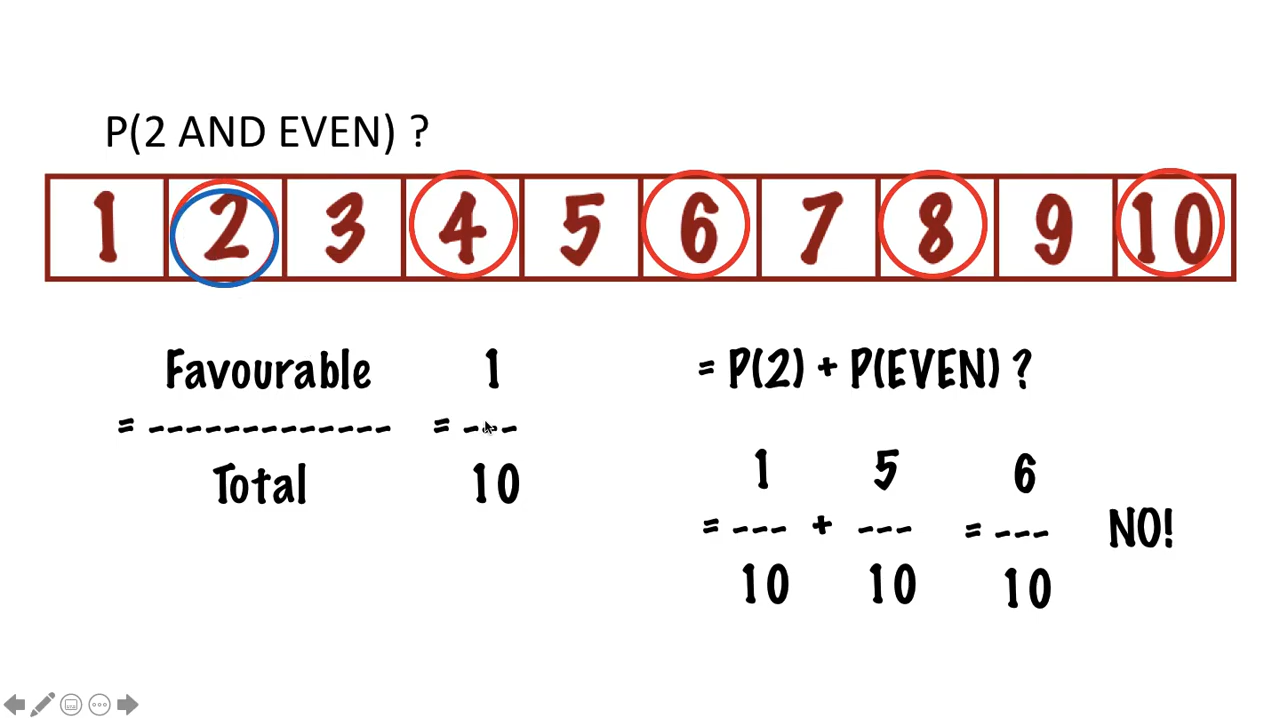 P(2 AND EVEN) ?
1 2 3 4 5 6 7 8 9 10
Favourable 1
= ------------- = ---
Total 10
= P(2) + P(EVEN) ?
1 5 6
= --- + --- = --- NO!
10 10 10